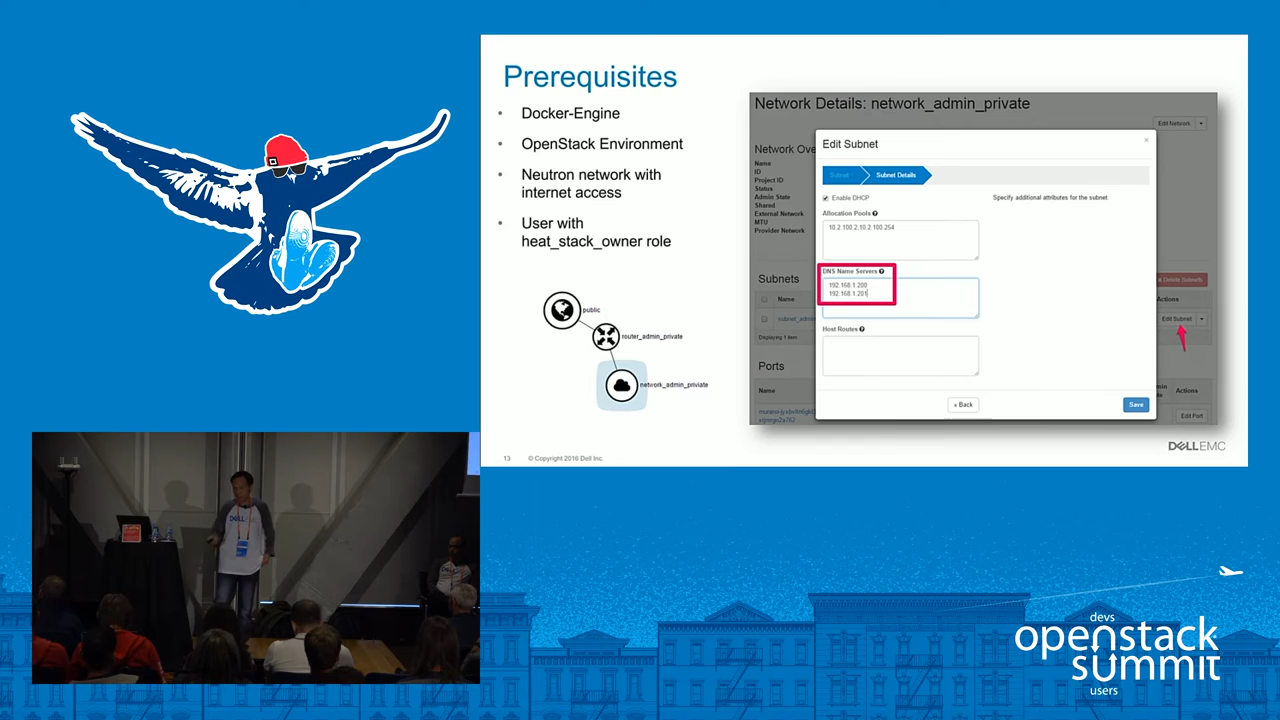 Prerequisites
• Docker-Engine
• OpenStack Environment
• Neutron network with
internet access
• User with
heat_stack_owner role
public
router_admin_private
network_admin_priviate
13 © Copyright 2016 Dell Inc.
Network Details: network_admin_private
Edit Network
Network Ove
Name
ID
Project ID
Status
Admin State
Shared
External Network
MTU
Provider Network
Edit Subnet
×
Subnet
Subnet Details
Enable DHCP
Specify additional attributes for the subnet.
Allocation Pools
10.2.100.2,10.2.100.254
DNS Name Servers
192.168.1.200
192.168.1.201
Host Routes
« Back
Save
Subnets
Delete Subnets
Name
Actions
subnet_admi
Edit Subnet
Displaying 1 item
Ports
Name
Actions
Edit Port
DELLEMC
DELLEMC
devs
openstack
summit
users